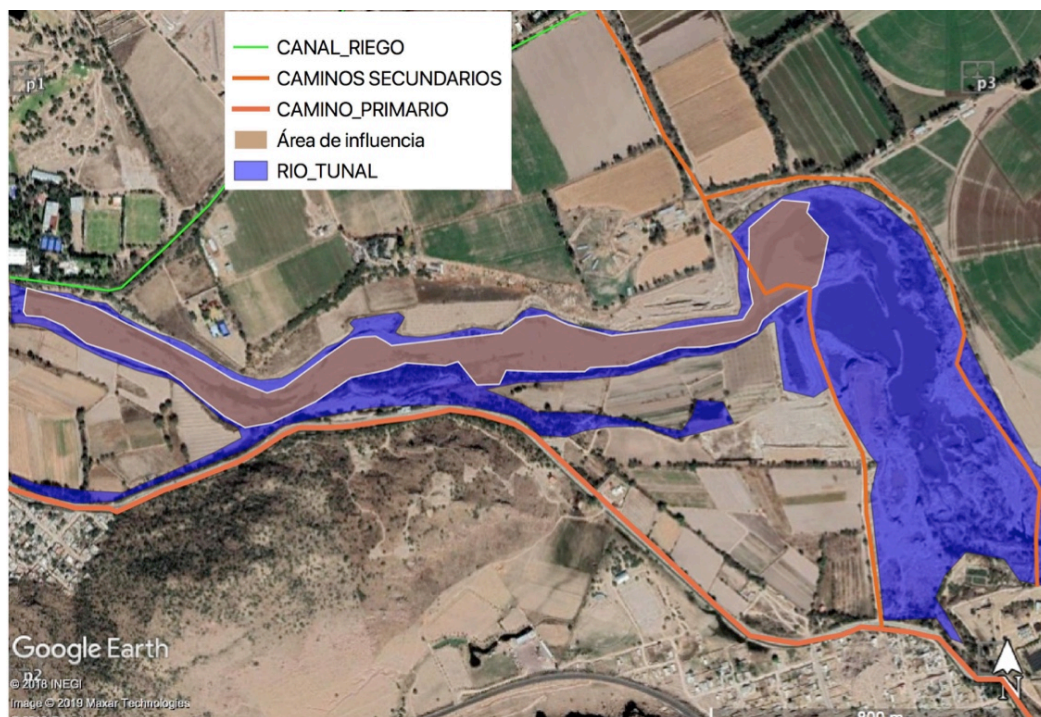 CANAL_RIEGO
CAMINOS SECUNDARIOS
CAMINO_PRIMARIO
Área de influencia
RIO_TUNAL
p1
p3
Google Earth
p2
© 2018 INEGI
Image © 2019 Maxar Technologies
N
800 m